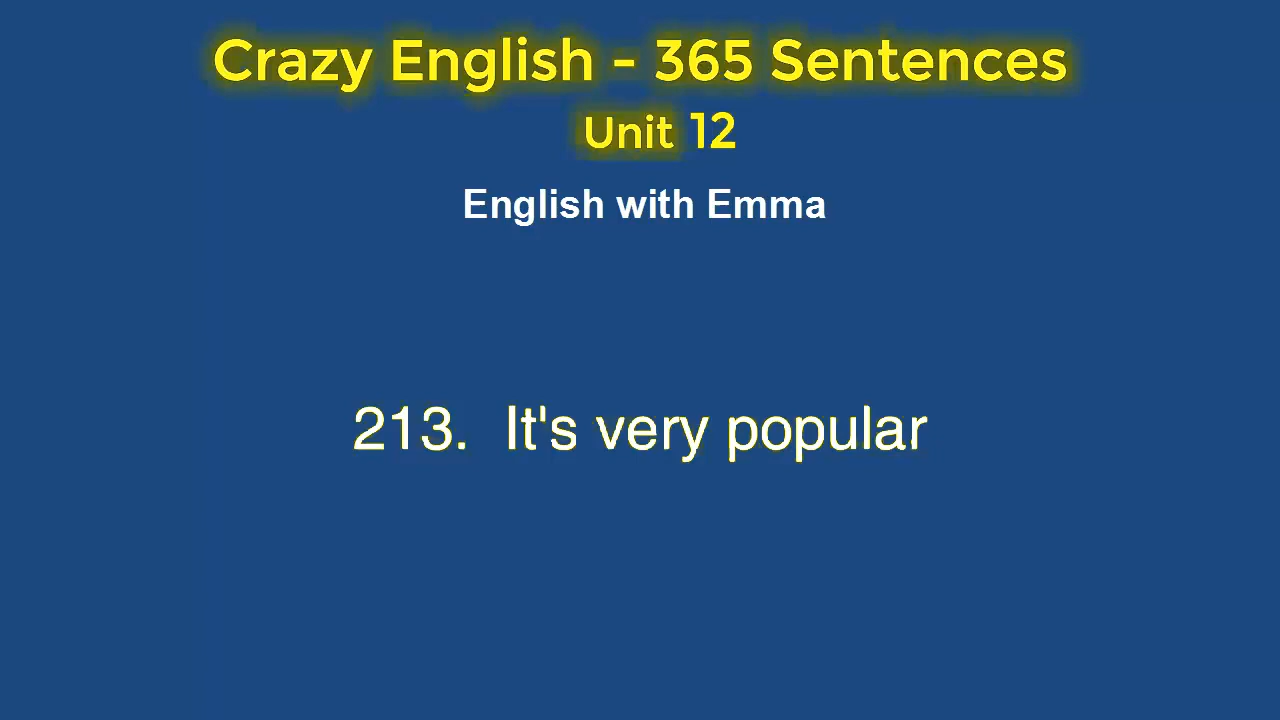 Crazy English - 365 Sentences
Unit 12
English with Emma
213. It's very popular